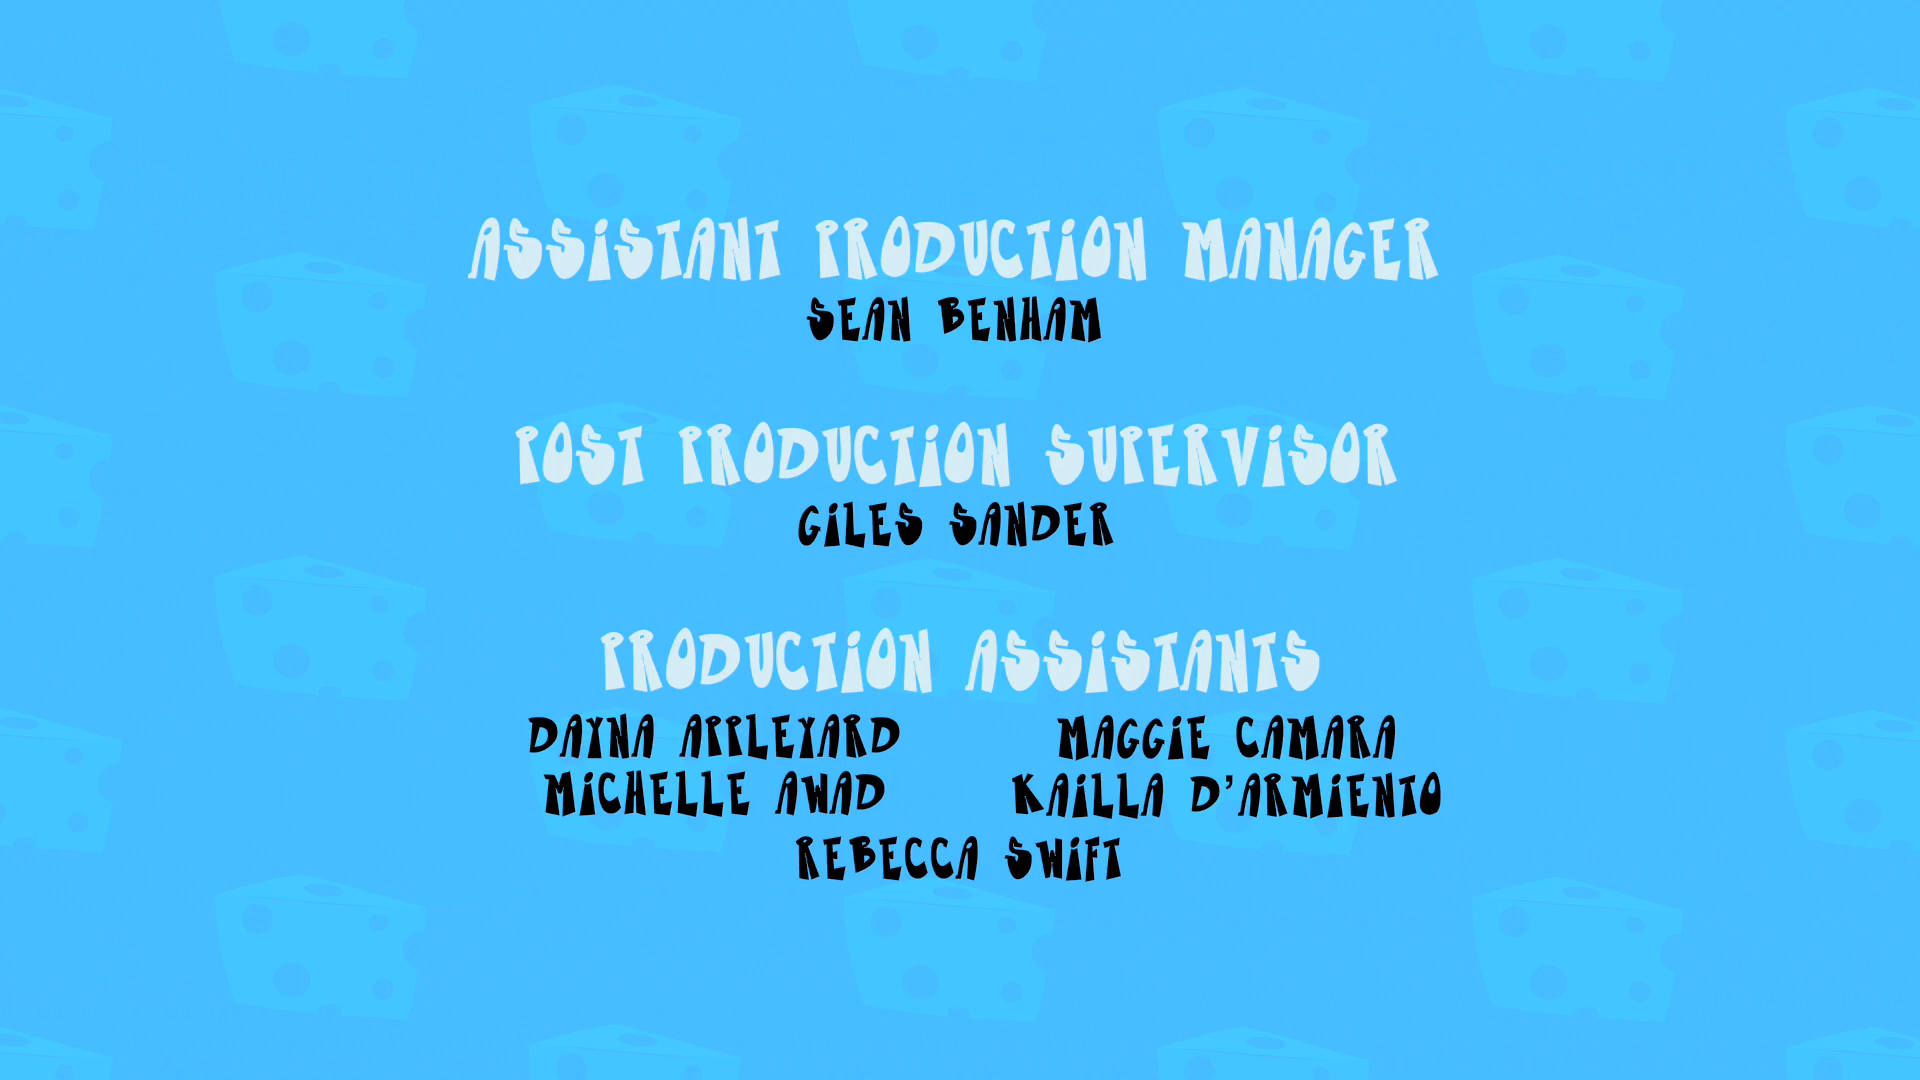 ASSISTANT PRODUCTION MANAGER
SEAN BENHAM
POST PRODUCTION SUPERVISOR
GILES SANDER
PRODUCTION ASSISTANTS
DAYNA APPLEYARD MAGGIE CAMARA
MICHELLE AWAD KAILLA D'ARMIENTO
REBECCA SWIFT